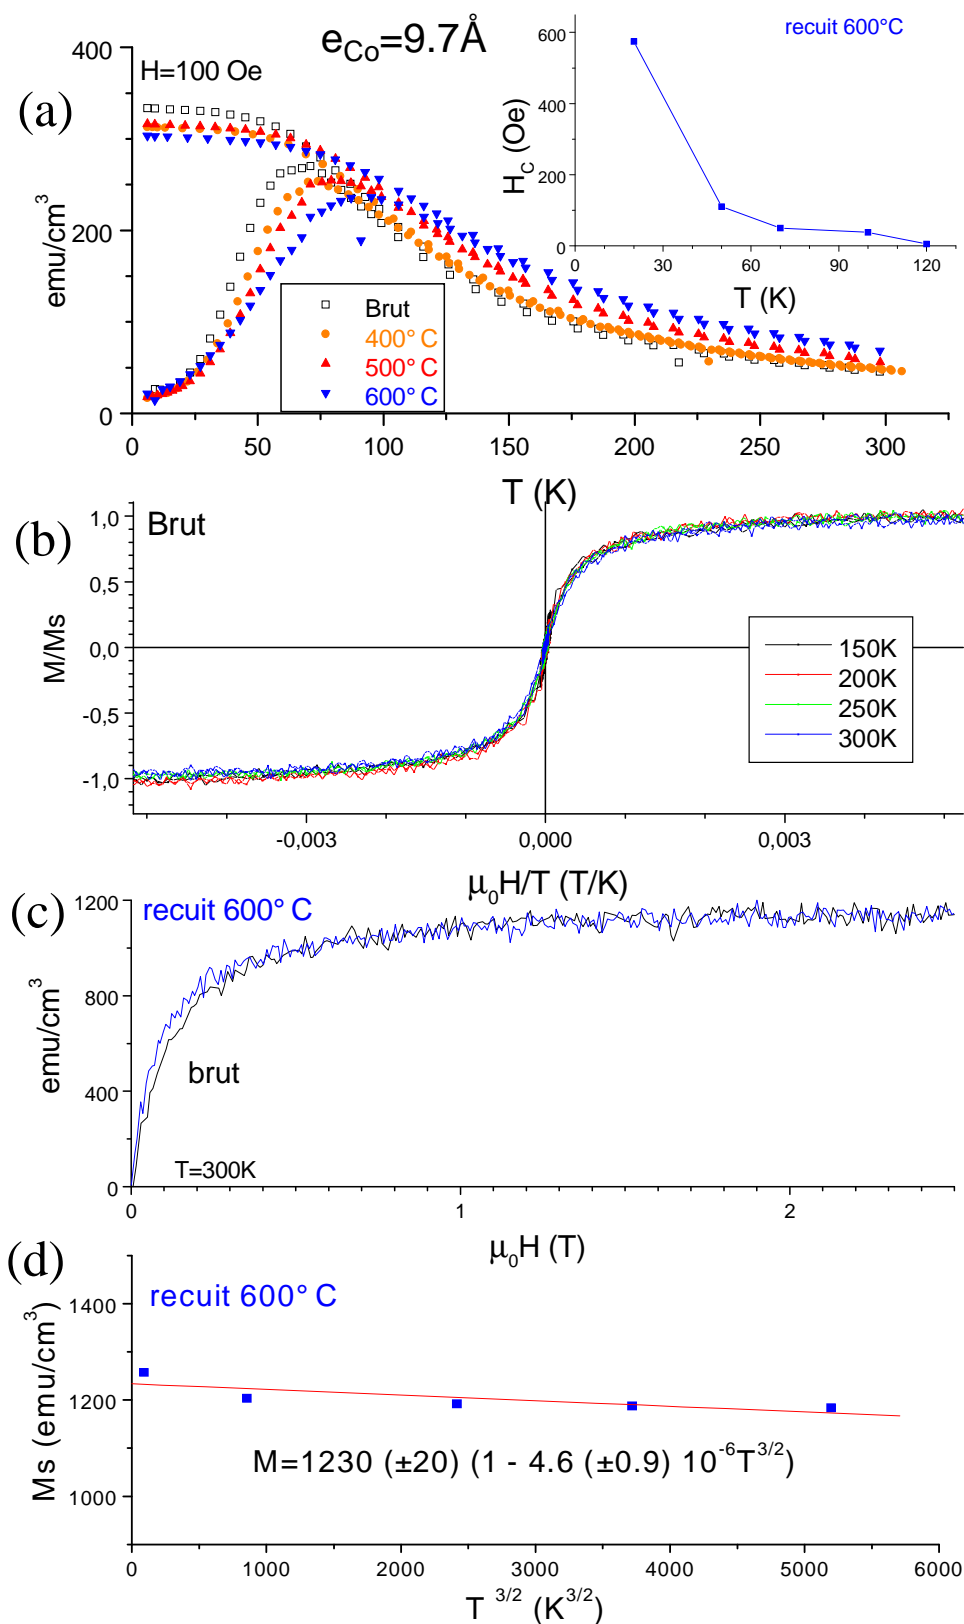 (a)
e_Co=9.7Å
H=100 Oe
400
200
0
emu/cm³
0 50 100 150 200 250 300
T (K)
Brut
400° C
500° C
600° C
recuit 600°C
600
400
200
0
H_C (Oe)
0 30 60 90 120
T (K)
(b)
Brut
1,0
0,5
0,0
-0,5
-1,0
M/Ms
150K
200K
250K
300K
-0,003 0,000 0,003
μ₀H/T (T/K)
(c)
recuit 600° C
1200
800
400
0
emu/cm³
brut
T=300K
0 1 2
μ₀H (T)
(d)
recuit 600° C
1400
1200
1000
Ms (emu/cm³)
M=1230 (±20) (1 - 4.6 (±0.9) 10⁻⁶T^3/2)
0 1000 2000 3000 4000 5000 6000
T ^3/2 (K^3/2)